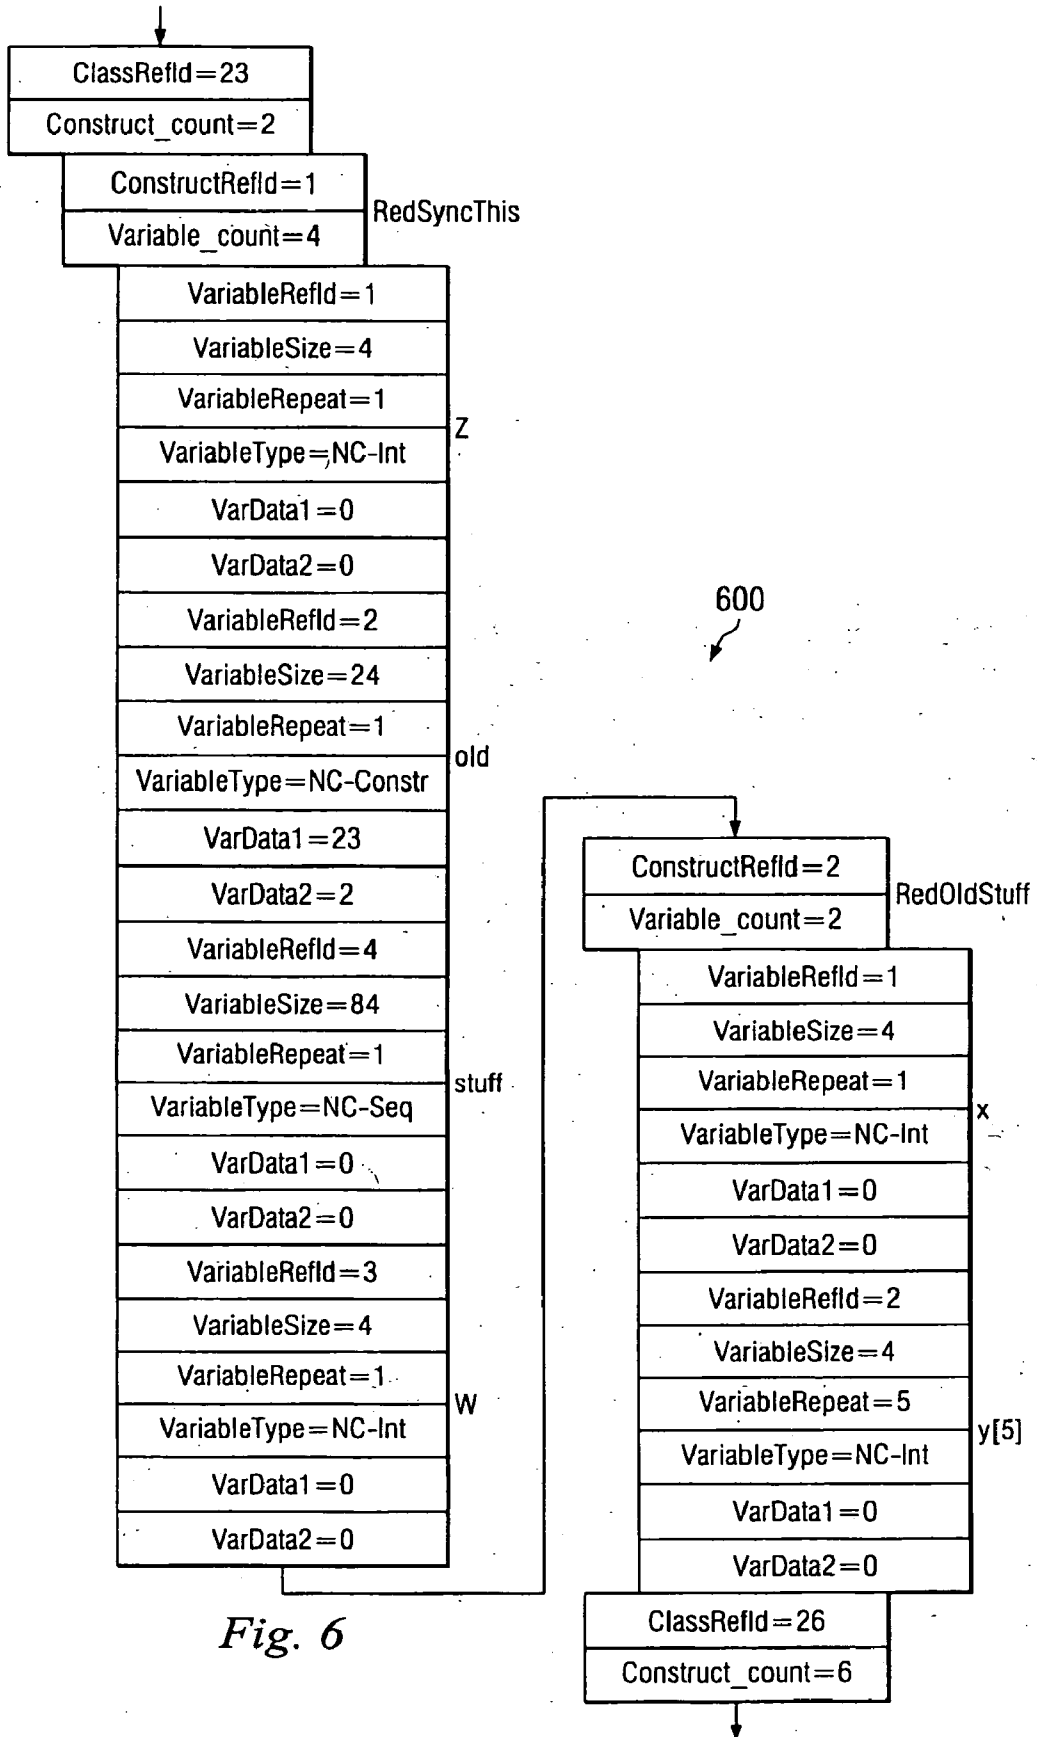 ClassRefId=23
Construct_count=2
ConstructRefId=1
Variable_count=4
RedSyncThis
VariableRefId=1
VariableSize=4
VariableRepeat=1
VariableType=NC-Int
VarData1=0
VarData2=0
Z
VariableRefId=2
VariableSize=24
VariableRepeat=1
VariableType=NC-Constr
VarData1=23
VarData2=2
old
VariableRefId=4
VariableSize=84
VariableRepeat=1
VariableType=NC-Seq
VarData1=0
VarData2=0
stuff
VariableRefId=3
VariableSize=4
VariableRepeat=1
VariableType=NC-Int
VarData1=0
VarData2=0
W
600
ConstructRefId=2
Variable_count=2
RedOldStuff
VariableRefId=1
VariableSize=4
VariableRepeat=1
VariableType=NC-Int
VarData1=0
VarData2=0
x
VariableRefId=2
VariableSize=4
VariableRepeat=5
VariableType=NC-Int
VarData1=0
VarData2=0
y[5]
ClassRefId=26
Construct_count=6
Fig. 6